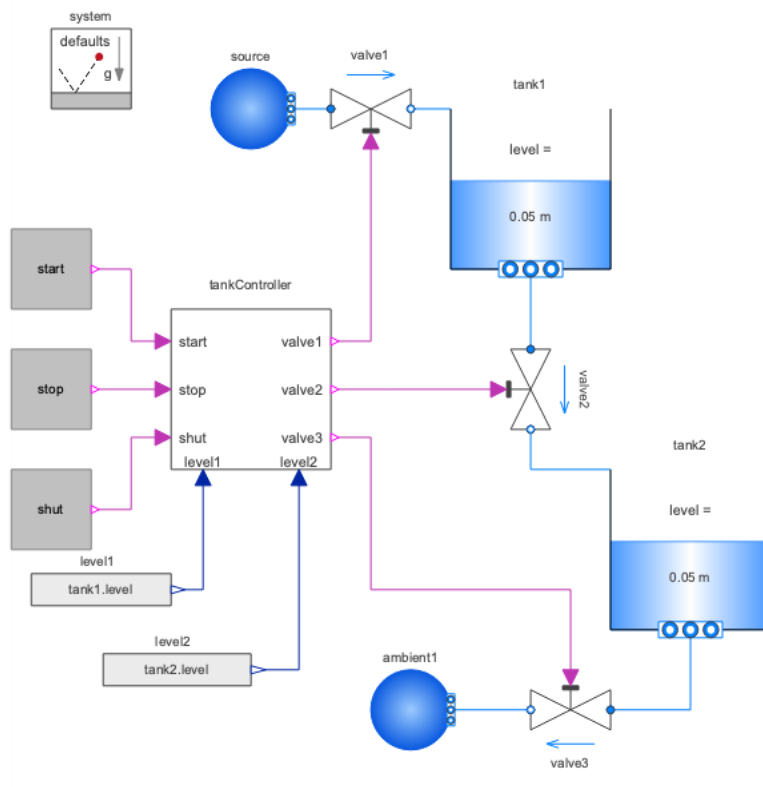 system
defaults
g
source
valve1
tank1
level =
0.05 m
start
tankController
start
valve1
stop
stop
valve2
valve2
shut
valve3
level1
level2
tank2
shut
level =
level1
tank1.level
0.05 m
level2
tank2.level
ambient1
valve3